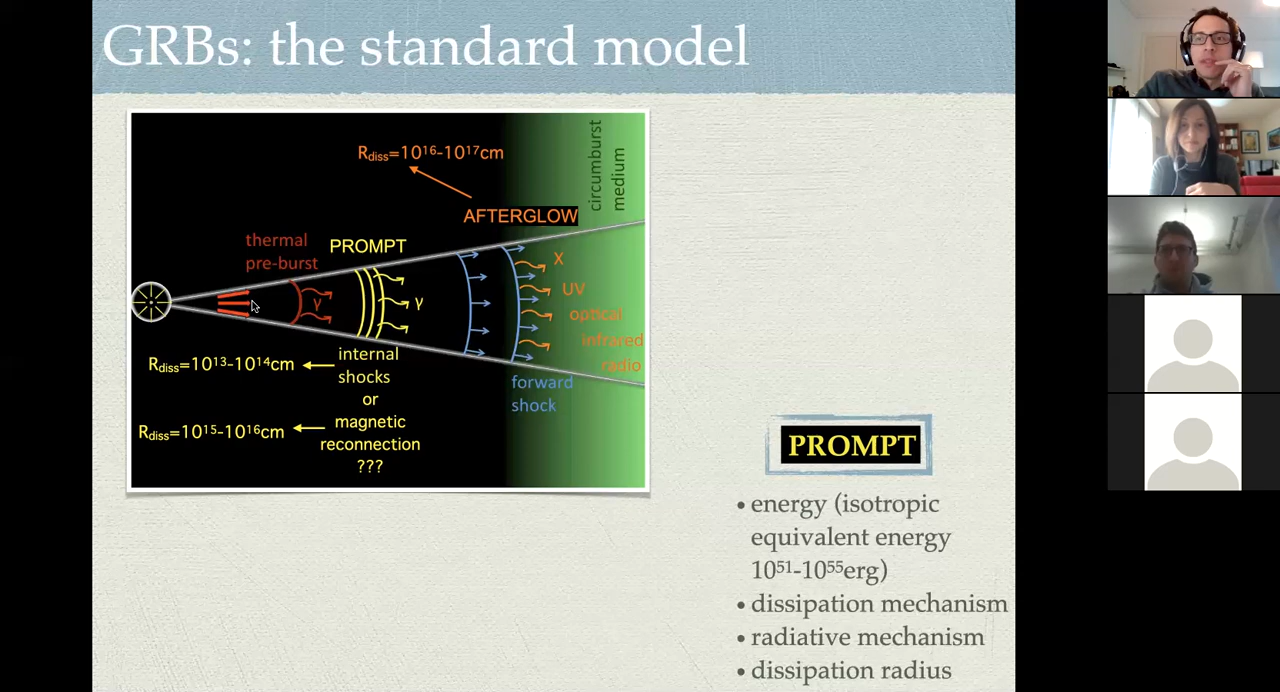 GRBs: the standard model
Rdiss=10¹⁶-10¹⁷cm
circumburst
medium
AFTERGLOW
thermal
pre-burst
PROMPT
X
γ
γ
UV
optical
infrared
radio
Rdiss=10¹³-10¹⁴cm
internal
shocks
or
magnetic
reconnection
???
Rdiss=10¹⁵-10¹⁶cm
forward
shock
PROMPT
• energy (isotropic
equivalent energy
10⁵¹-10⁵⁵erg)
• dissipation mechanism
• radiative mechanism
• dissipation radius